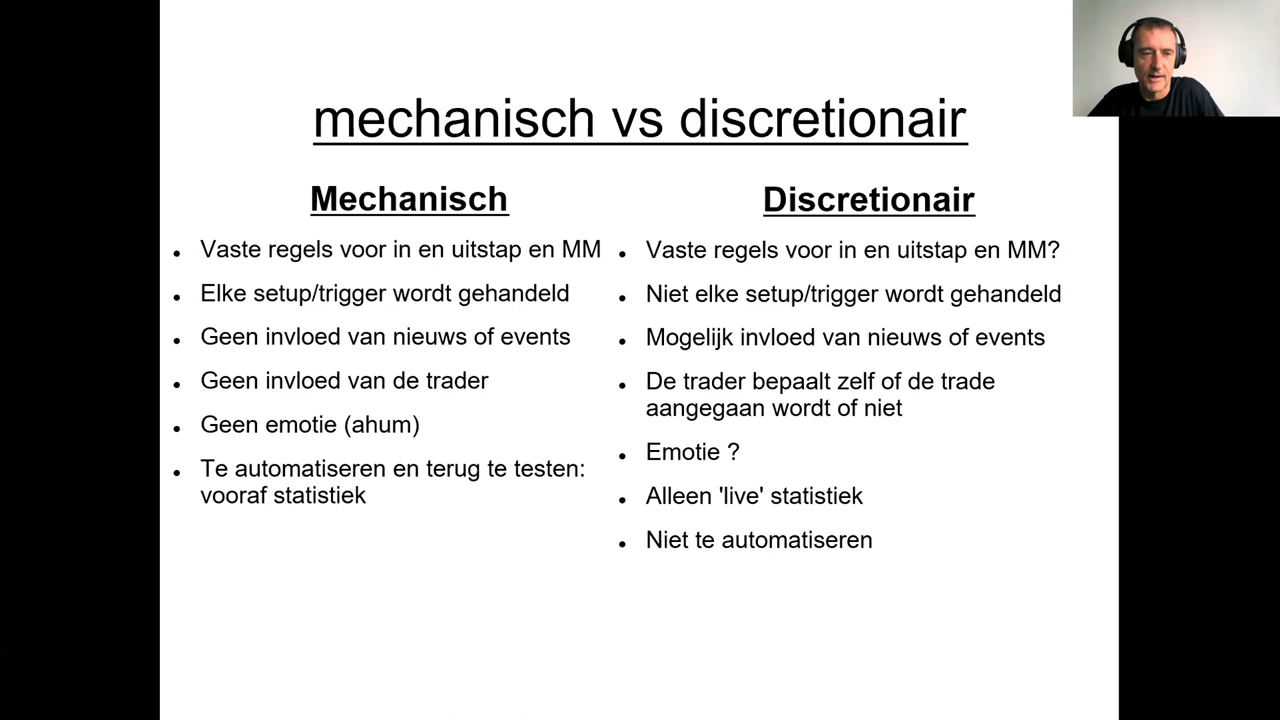 mechanisch vs discretionair
Mechanisch
Vaste regels voor in en uitstap en MM
Elke setup/trigger wordt gehandeld
Geen invloed van nieuws of events
Geen invloed van de trader
Geen emotie (ahum)
Te automatiseren en terug te testen:
vooraf statistiek
Discretionair
Vaste regels voor in en uitstap en MM?
Niet elke setup/trigger wordt gehandeld
Mogelijk invloed van nieuws of events
De trader bepaalt zelf of de trade
aangegaan wordt of niet
Emotie ?
Alleen 'live' statistiek
Niet te automatiseren